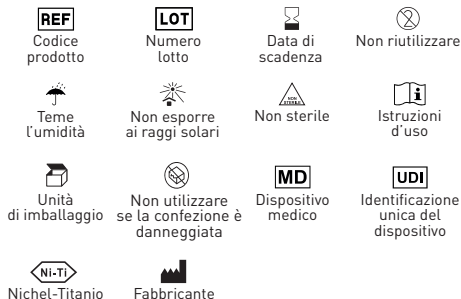 REF
LOT
2
Codice
prodotto
Numero
lotto
Data di
scadenza
Non riutilizzare
NON
STERILE
i
Teme
l'umidità
Non esporre
ai raggi solari
Non sterile
Istruzioni
d'uso
MD
UDI
Unità
di imballaggio
Non utilizzare
se la confezione è
danneggiata
Dispositivo
medico
Identificazione
unica del
dispositivo
Ni-Ti
Nichel-Titanio
Fabbricante